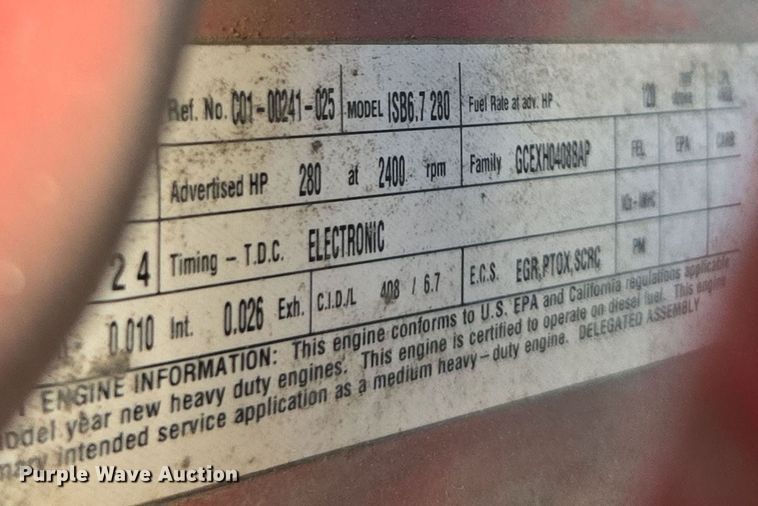 Ref. No. C01-00241-025 MODEL ISB6.7 280 Fuel Rate at adv. HP 120
Advertised HP 280 at 2400 rpm Family GCEXH0408BAP FEL EPA CARB
2 4 Timing - T.D.C. ELECTRONIC PM
0.010 Int. 0.026 Exh. C.I.D./L 408 / 6.7 E.C.S. EGR,PTOX,SCRC
ENGINE INFORMATION: This engine conforms to U.S. EPA and California regulations applicable
model year new heavy duty engines. This engine is certified to operate on diesel fuel. This engine
intended service application as a medium heavy-duty engine. DELEGATED ASSEMBLY
Purple Wave Auction